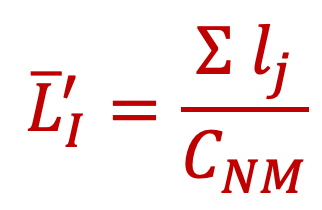 L̄′_I = Σ l_j / C_NM